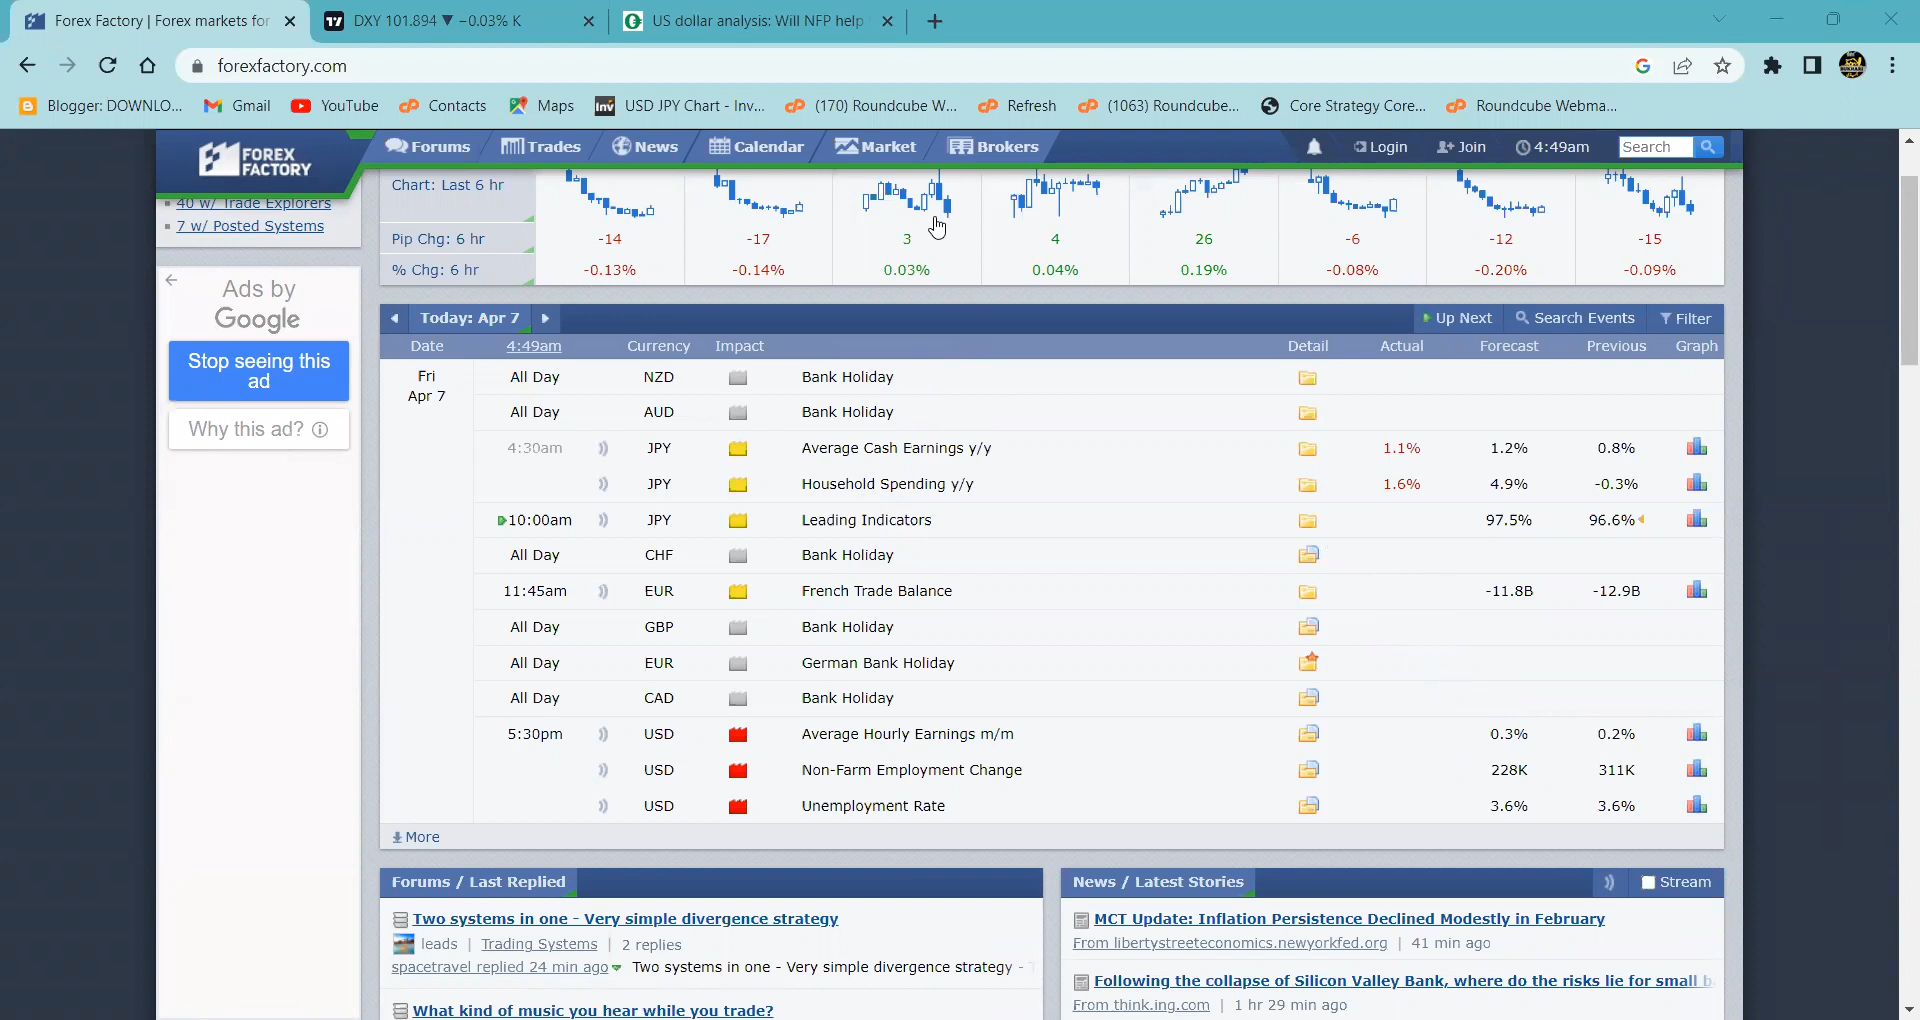 Forex Factory | Forex markets for
DXY 101.894 ▼ −0.03% K
US dollar analysis: Will NFP help
forexfactory.com
Blogger: DOWNLO...
Gmail
YouTube
Contacts
Maps
Inv USD JPY Chart - Inv...
(170) Roundcube W...
Refresh
(1063) Roundcube...
Core Strategy Core...
Roundcube Webma...
FOREX
FACTORY
Forums Trades News Calendar Market Brokers
Login Join 4:49am Search
40 w/ Trade Explorers
7 w/ Posted Systems
Chart: Last 6 hr
Pip Chg: 6 hr -14 -17 3 4 26 -6 -12 -15
% Chg: 6 hr -0.13% -0.14% 0.03% 0.04% 0.19% -0.08% -0.20% -0.09%
Ads by
Google
Stop seeing this
ad
Why this ad?
Today: Apr 7 Up Next Search Events Filter
Date 4:49am Currency Impact Detail Actual Forecast Previous Graph
Fri
Apr 7
All Day NZD Bank Holiday
All Day AUD Bank Holiday
4:30am JPY Average Cash Earnings y/y 1.1% 1.2% 0.8%
JPY Household Spending y/y 1.6% 4.9% -0.3%
10:00am JPY Leading Indicators 97.5% 96.6%
All Day CHF Bank Holiday
11:45am EUR French Trade Balance -11.8B -12.9B
All Day GBP Bank Holiday
All Day EUR German Bank Holiday
All Day CAD Bank Holiday
5:30pm USD Average Hourly Earnings m/m 0.3% 0.2%
USD Non-Farm Employment Change 228K 311K
USD Unemployment Rate 3.6% 3.6%
More
Forums / Last Replied
Two systems in one - Very simple divergence strategy
leads | Trading Systems | 2 replies
spacetravel replied 24 min ago Two systems in one - Very simple divergence strategy -
What kind of music you hear while you trade?
News / Latest Stories Stream
MCT Update: Inflation Persistence Declined Modestly in February
From libertystreeteconomics.newyorkfed.org | 41 min ago
Following the collapse of Silicon Valley Bank, where do the risks lie for small
From think.ing.com | 1 hr 29 min ago